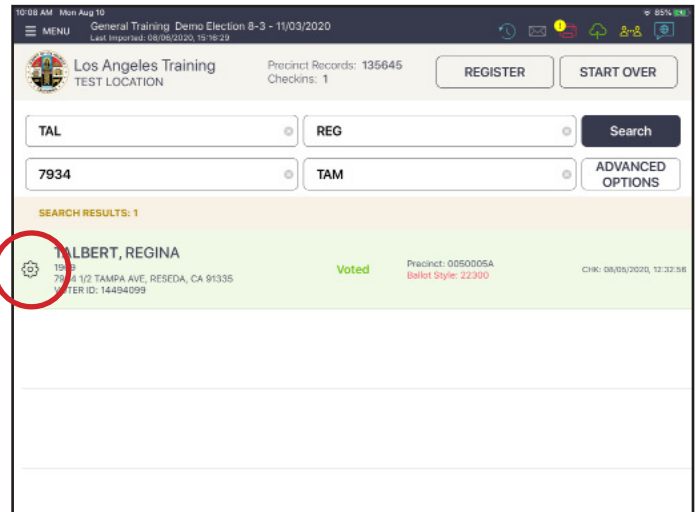 10:08 AM Mon Aug 10
85%
MENU
General Training Demo Election 8-3 - 11/03/2020
Last Imported: 08/06/2020, 15:16:29
Los Angeles Training
TEST LOCATION
Precinct Records: 135645
Checkins: 1
REGISTER
START OVER
TAL
REG
Search
7934
TAM
ADVANCED
OPTIONS
SEARCH RESULTS: 1
TALBERT, REGINA
7934 1/2 TAMPA AVE, RESEDA, CA 91335
VOTER ID: 14494099
Voted
Precinct: 0050005A
Ballot Style: 22300
CHK: 08/05/2020, 12:32:56